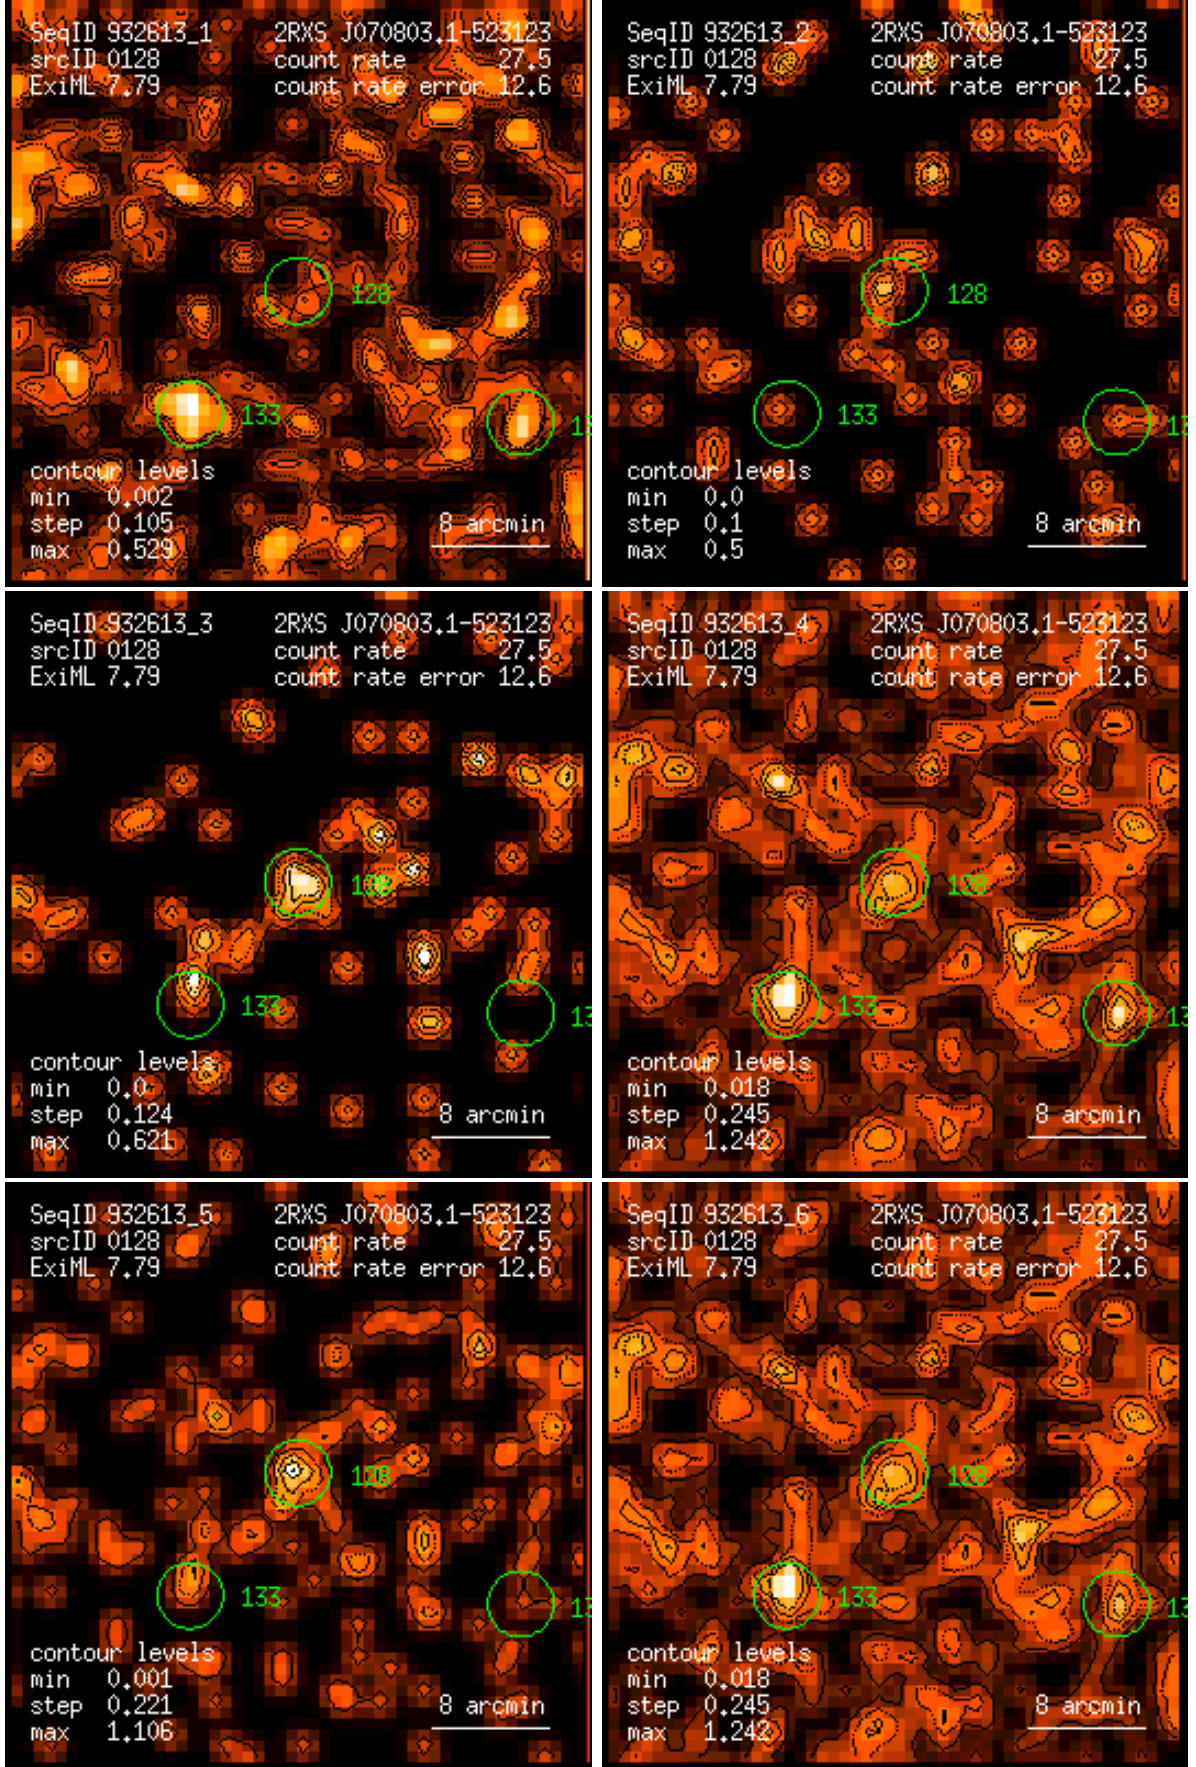 SeqID 932613_1 2RXS J070803.1-523123
srcID 0128 count rate 27.5
ExiML 7.79 count rate error 12.6
128
133
13
contour levels
min 0.002
step 0.105
max 0.529
8 arcmin
SeqID 932613_2 2RXS J070803.1-523123
srcID 0128 count rate 27.5
ExiML 7.79 count rate error 12.6
128
133
13
contour levels
min 0.0
step 0.1
max 0.5
8 arcmin
SeqID 932613_3 2RXS J070803.1-523123
srcID 0128 count rate 27.5
ExiML 7.79 count rate error 12.6
128
133
13
contour levels
min 0.0
step 0.124
max 0.621
8 arcmin
SeqID 932613_4 2RXS J070803.1-523123
srcID 0128 count rate 27.5
ExiML 7.79 count rate error 12.6
128
133
13
contour levels
min 0.018
step 0.245
max 1.242
8 arcmin
SeqID 932613_5 2RXS J070803.1-523123
srcID 0128 count rate 27.5
ExiML 7.79 count rate error 12.6
128
133
13
contour levels
min 0.001
step 0.221
max 1.106
8 arcmin
SeqID 932613_6 2RXS J070803.1-523123
srcID 0128 count rate 27.5
ExiML 7.79 count rate error 12.6
128
133
13
contour levels
min 0.018
step 0.245
max 1.242
8 arcmin